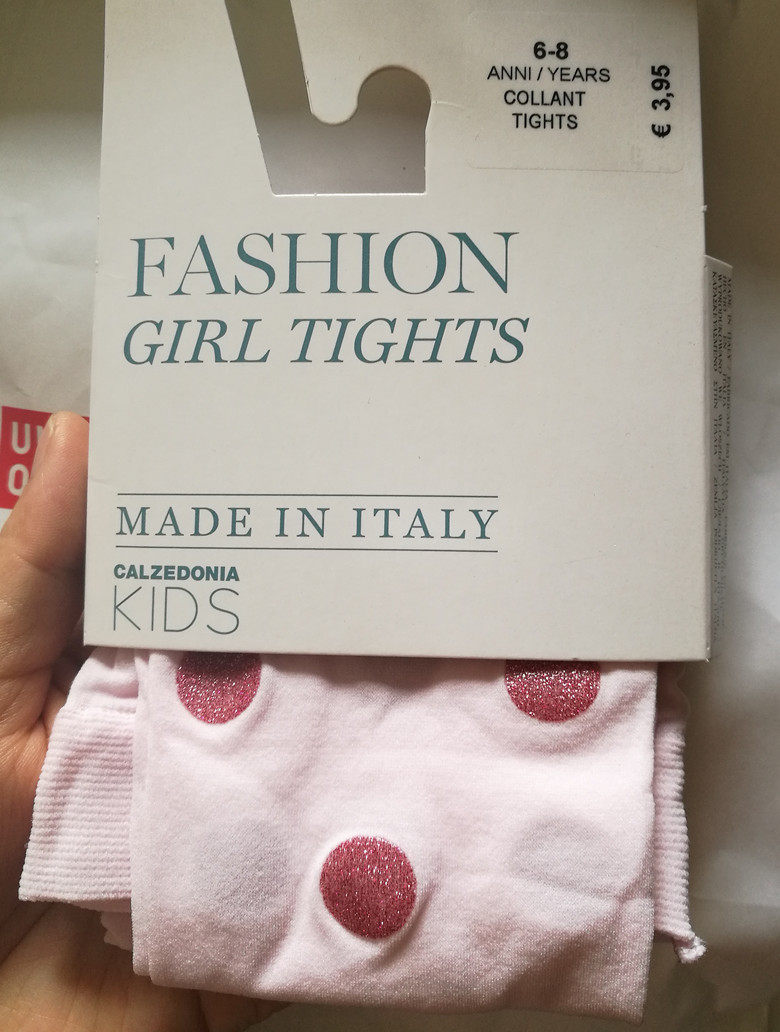 6-8
ANNI / YEARS
COLLANT
TIGHTS
€ 3,95
FASHION
GIRL TIGHTS
MADE IN ITALY
CALZEDONIA
KIDS